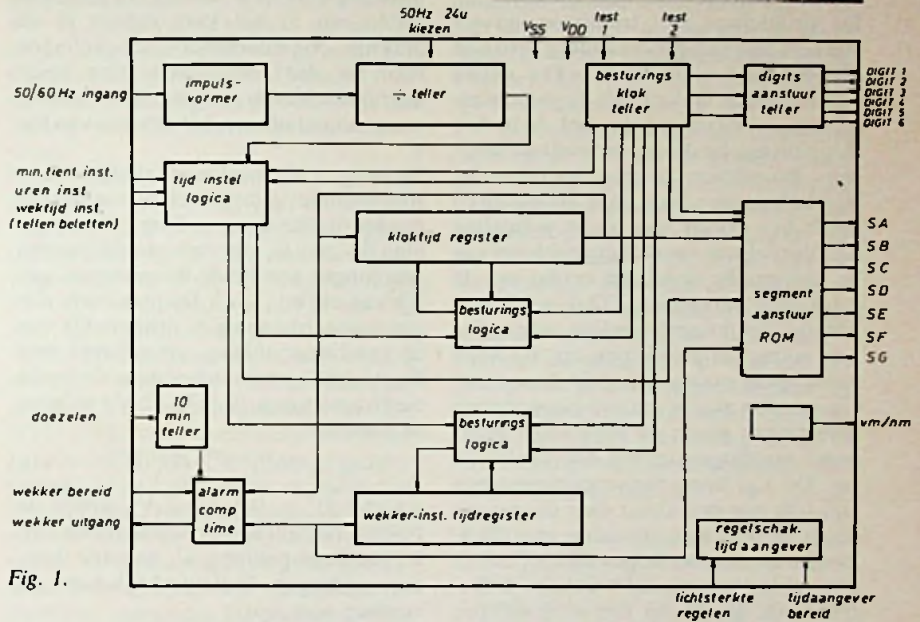 50Hz 24u
kiezen
VSS
VDD
test
1
test
2
50/60 Hz ingang
impuls-
vormer
÷ teller
besturings
klok
teller
digits
aanstuur
teller
DIGIT 1
DIGIT 2
DIGIT 3
DIGIT 4
DIGIT 5
DIGIT 6
min.tient inst.
uren inst
wektijd inst.
(tellen beletten)
tijd instel
logica
kloktijd register
besturings
logica
segment
aanstuur
ROM
SA
SB
SC
SD
SE
SF
SG
doezelen
10
min
teller
besturings
logica
vm/nm
wekker bereid
wekker uitgang
alarm
comp
time
wekker-inst. tijdregister
regelschak.
tijdaangever
Fig. 1.
lichtsterkte
regelen
tijdaangever
bereid